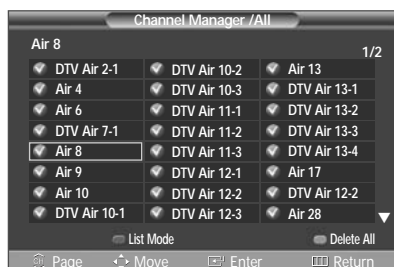 Channel Manager /All
Air 8
1/2
DTV Air 2-1 DTV Air 10-2 Air 13
Air 4 DTV Air 10-3 DTV Air 13-1
Air 6 DTV Air 11-1 DTV Air 13-2
DTV Air 7-1 DTV Air 11-2 DTV Air 13-3
Air 8 DTV Air 11-3 DTV Air 13-4
Air 9 DTV Air 12-1 Air 17
Air 10 DTV Air 12-2 DTV Air 12-2
DTV Air 10-1 DTV Air 12-3 Air 28
List Mode Delete All
Page Move Enter Return